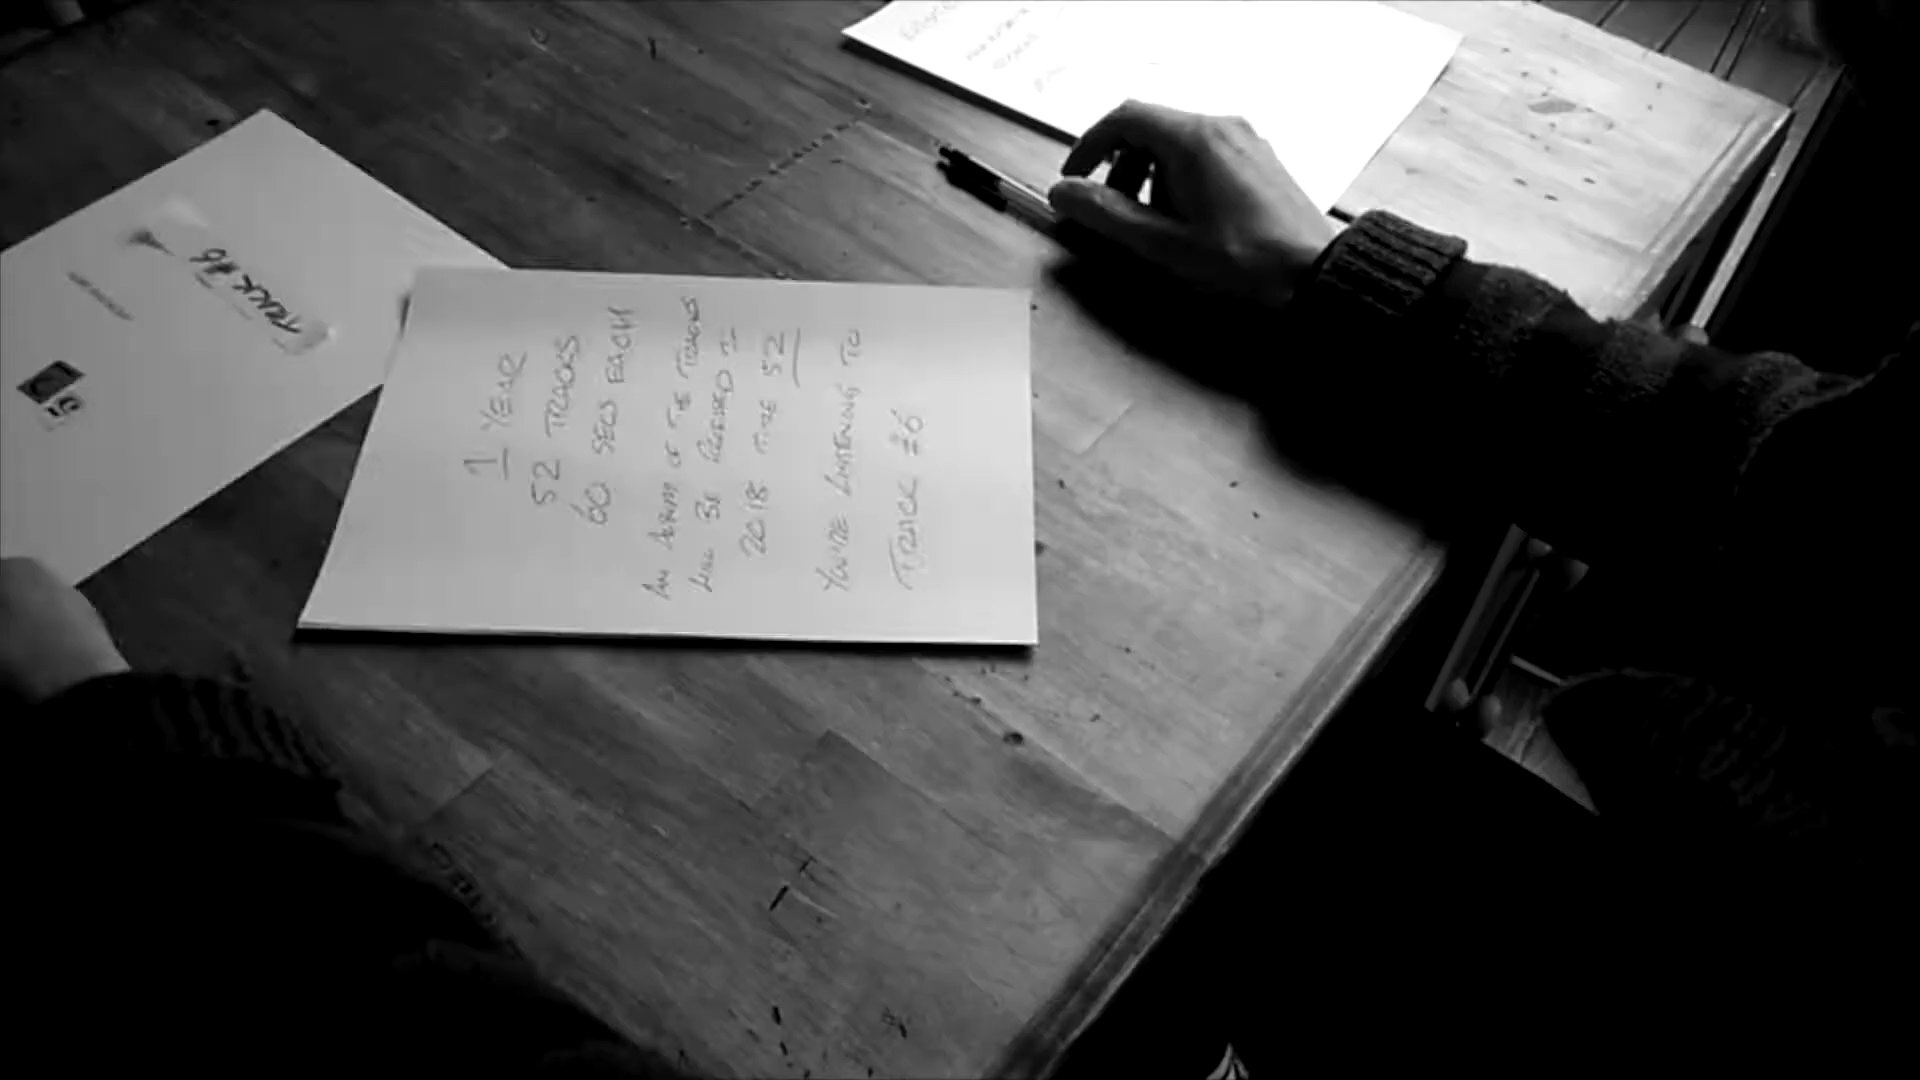 1 YEAR
52 TRACKS
60 SECS EACH
AN ALBUM OF THE TRACKS
WILL BE RELEASED IN
2018 TITLE 52
YOU'RE LISTENING TO
TRACK #6
TRACK #6